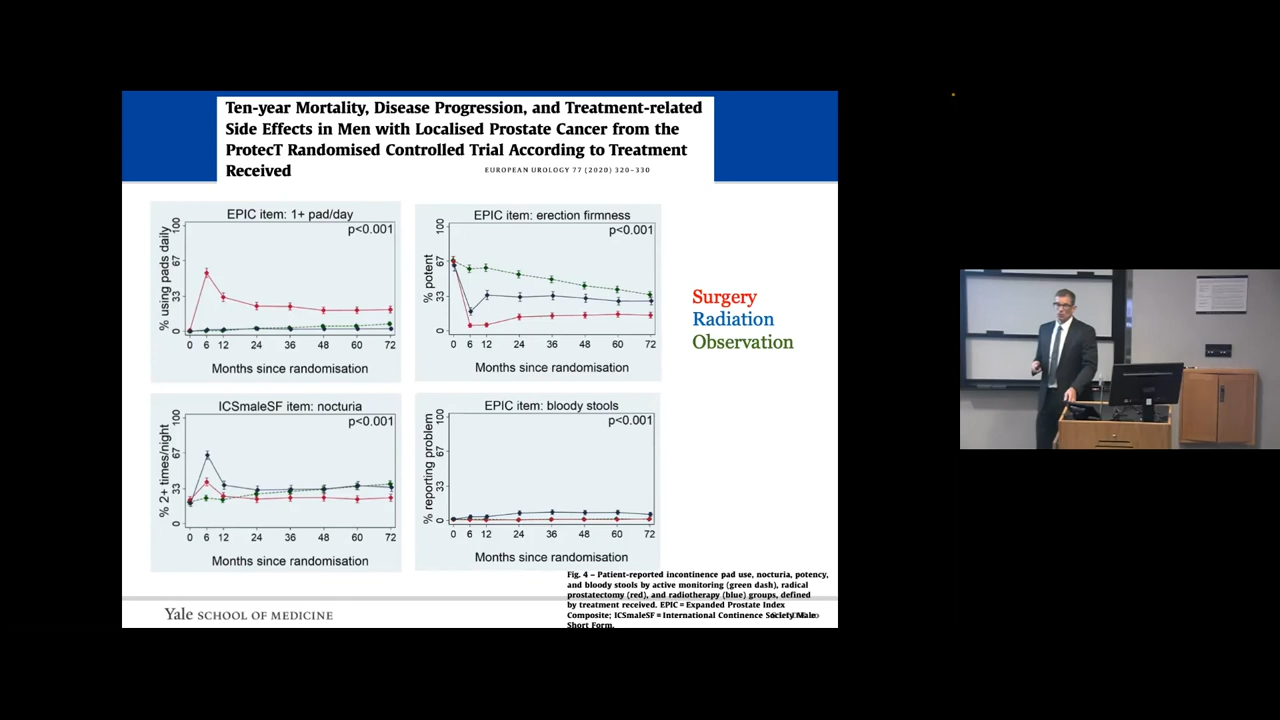 Ten-year Mortality, Disease Progression, and Treatment-related
Side Effects in Men with Localised Prostate Cancer from the
ProtecT Randomised Controlled Trial According to Treatment
Received
EUROPEAN UROLOGY 77 (2020) 320–330
EPIC item: 1+ pad/day
p<0.001
% using pads daily
100
67
33
0
0 6 12 24 36 48 60 72
Months since randomisation
EPIC item: erection firmness
p<0.001
% potent
100
67
33
0
0 6 12 24 36 48 60 72
Months since randomisation
Surgery
Radiation
Observation
ICSmaleSF item: nocturia
p<0.001
% 2+ times/night
100
67
33
0
0 6 12 24 36 48 60 72
Months since randomisation
EPIC item: bloody stools
p<0.001
% reporting problem
100
67
33
0
0 6 12 24 36 48 60 72
Months since randomisation
Fig. 4 – Patient-reported incontinence pad use, nocturia, potency,
and bloody stools by active monitoring (green dash), radical
prostatectomy (red), and radiotherapy (blue) groups, defined
by treatment received. EPIC = Expanded Prostate Index
Composite; ICSmaleSF = International Continence Society Male
Short Form.
Yale SCHOOL OF MEDICINE